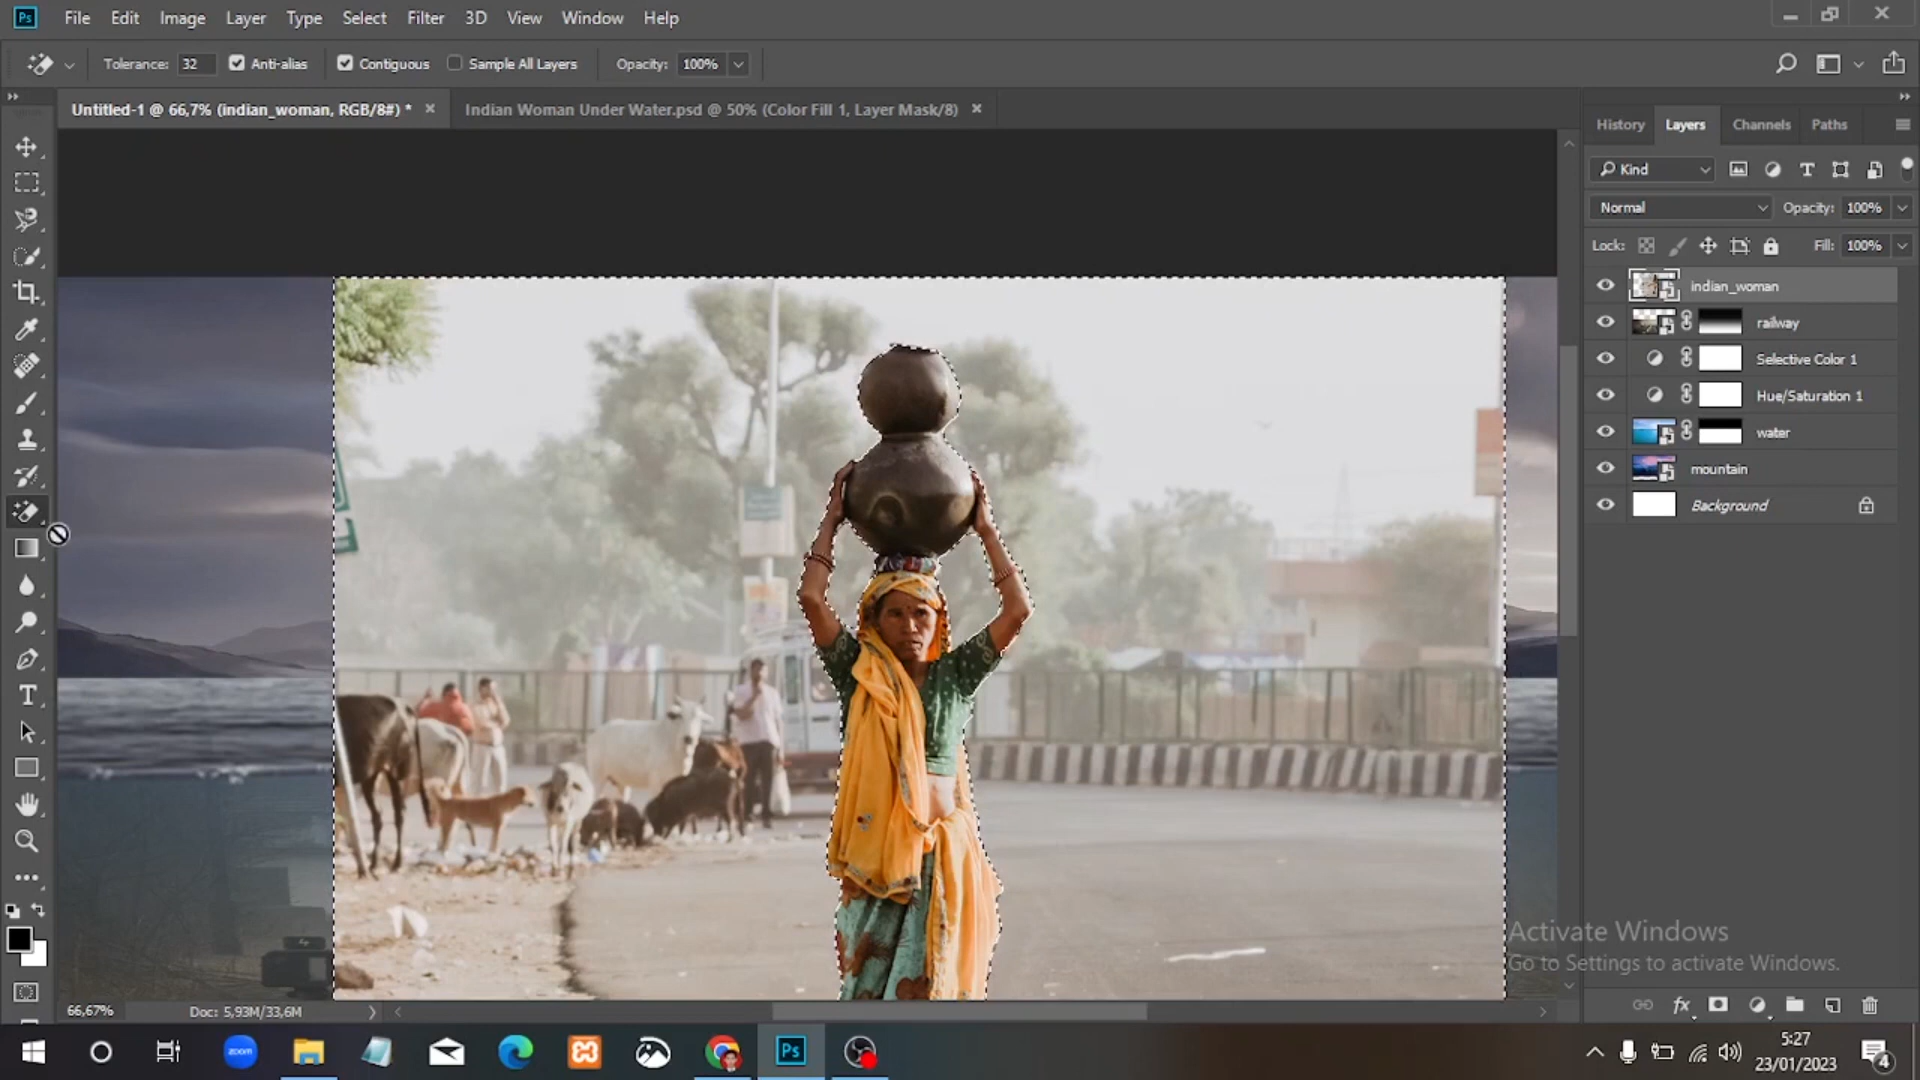 Ps File Edit Image Layer Type Select Filter 3D View Window Help
Tolerance: 32 Anti-alias Contiguous Sample All Layers Opacity: 100%
Untitled-1 @ 66,7% (indian_woman, RGB/8#) * Indian Woman Under Water.psd @ 50% (Color Fill 1, Layer Mask/8)
History Layers Channels Paths
Kind
Normal Opacity: 100%
Lock: Fill: 100%
indian_woman
railway
Selective Color 1
Hue/Saturation 1
water
mountain
Background
Activate Windows
Go to Settings to activate Windows.
66,67% Doc: 5,93M/33,6M
zoom
Ps
5:27
23/01/2023
4